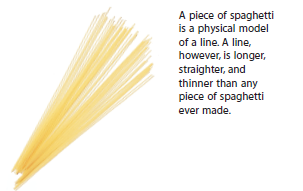 A piece of spaghetti
is a physical model
of a line. A line,
however, is longer,
straighter, and
thinner than any
piece of spaghetti
ever made.